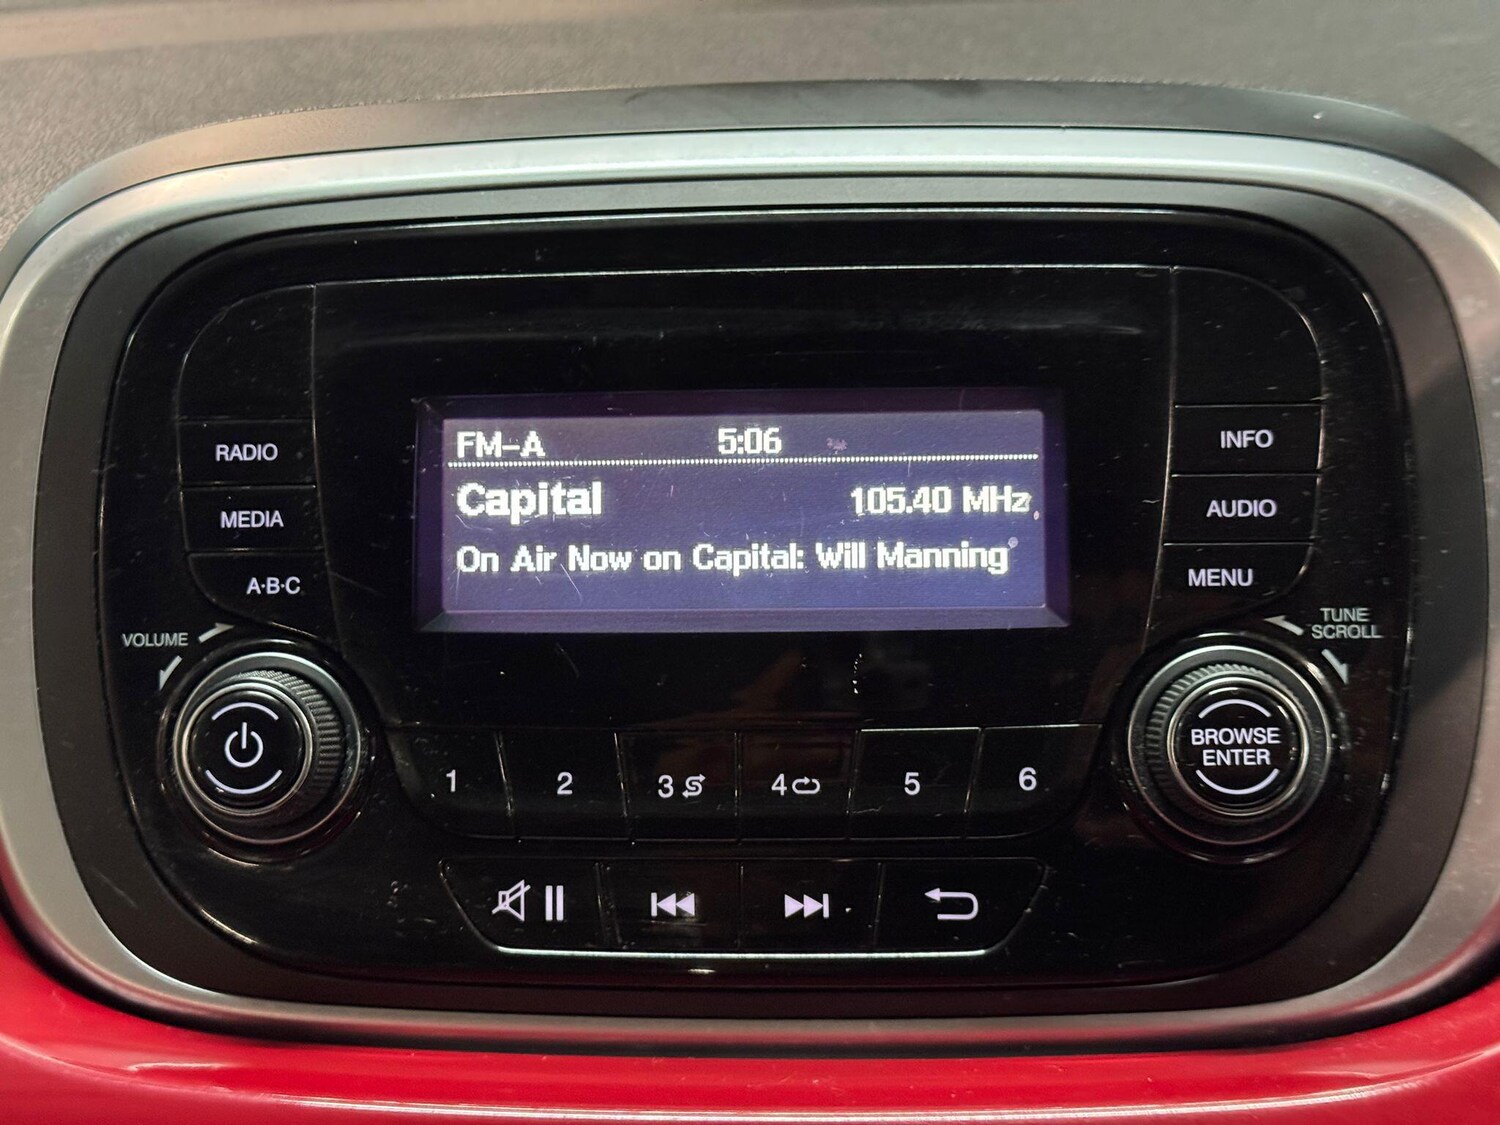 FM-A 5:06
Capital 105.40 MHz
On Air Now on Capital: Will Manning
RADIO
MEDIA
A·B·C
VOLUME
INFO
AUDIO
MENU
TUNE
SCROLL
BROWSE
ENTER
1 2 3 4 5 6